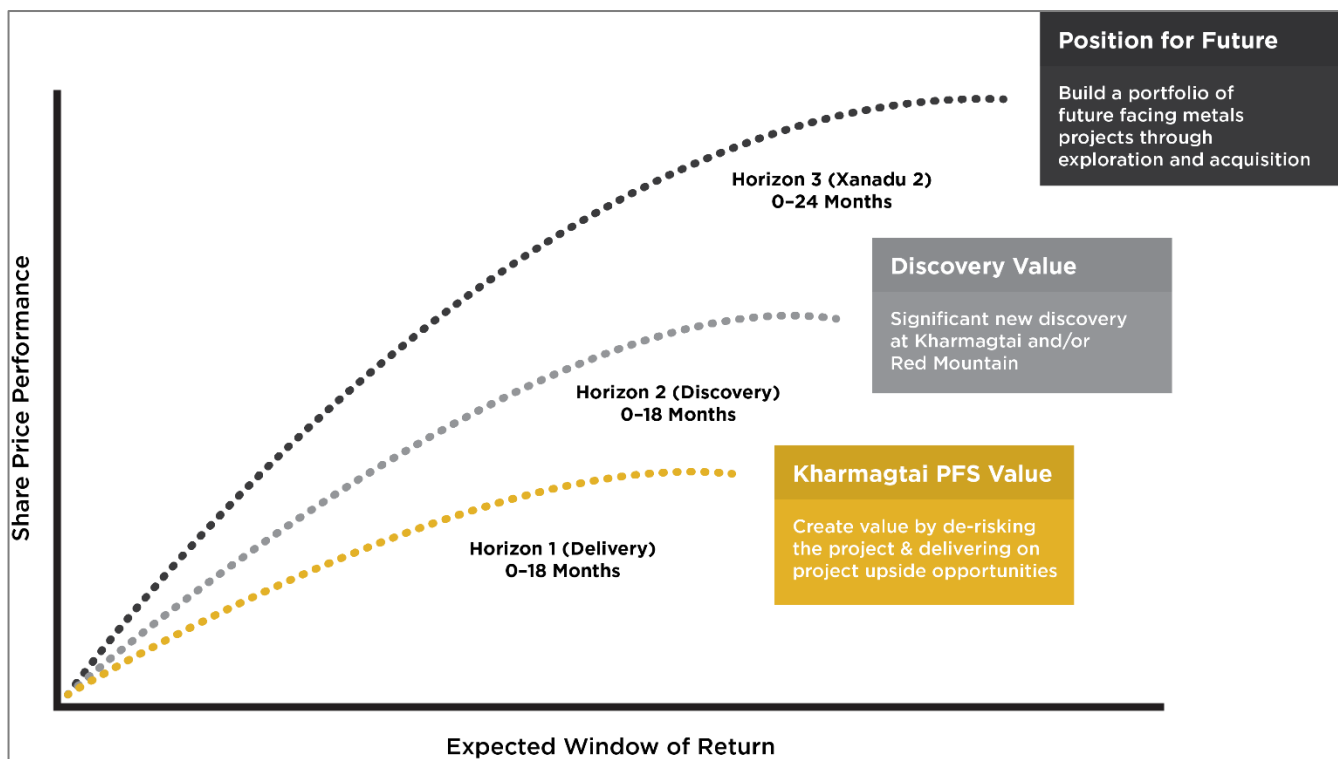 Position for Future
Build a portfolio of
future facing metals
projects through
exploration and acquisition
Horizon 3 (Xanadu 2)
0–24 Months
Discovery Value
Significant new discovery
at Kharmagtai and/or
Red Mountain
Horizon 2 (Discovery)
0–18 Months
Kharmagtai PFS Value
Create value by de-risking
the project & delivering on
project upside opportunities
Horizon 1 (Delivery)
0–18 Months
Share Price Performance
Expected Window of Return